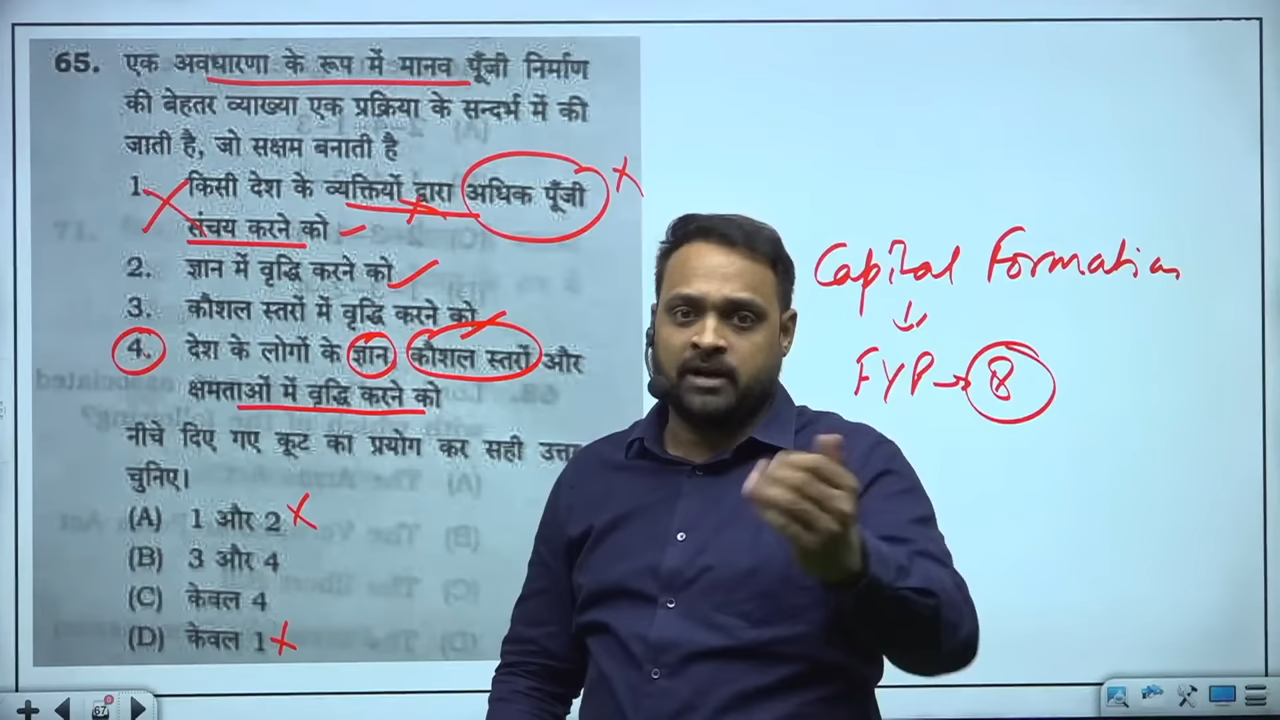 65. एक अवधारणा के रूप में मानव पूँजी निर्माण
की बेहतर व्याख्या एक प्रक्रिया के सन्दर्भ में की
जाती है, जो सक्षम बनाती है
1. किसी देश के व्यक्तियों द्वारा अधिक पूँजी
संचय करने को
2. ज्ञान में वृद्धि करने को
3. कौशल स्तरों में वृद्धि करने को
4. देश के लोगों के ज्ञान कौशल स्तरों और
क्षमताओं में वृद्धि करने को
नीचे दिए गए कूट का प्रयोग कर सही
चुनिए।
(A) 1 और 2
(B) 3 और 4
(C) केवल 4
(D) केवल 1
Capital Formation
FYP → 8
67